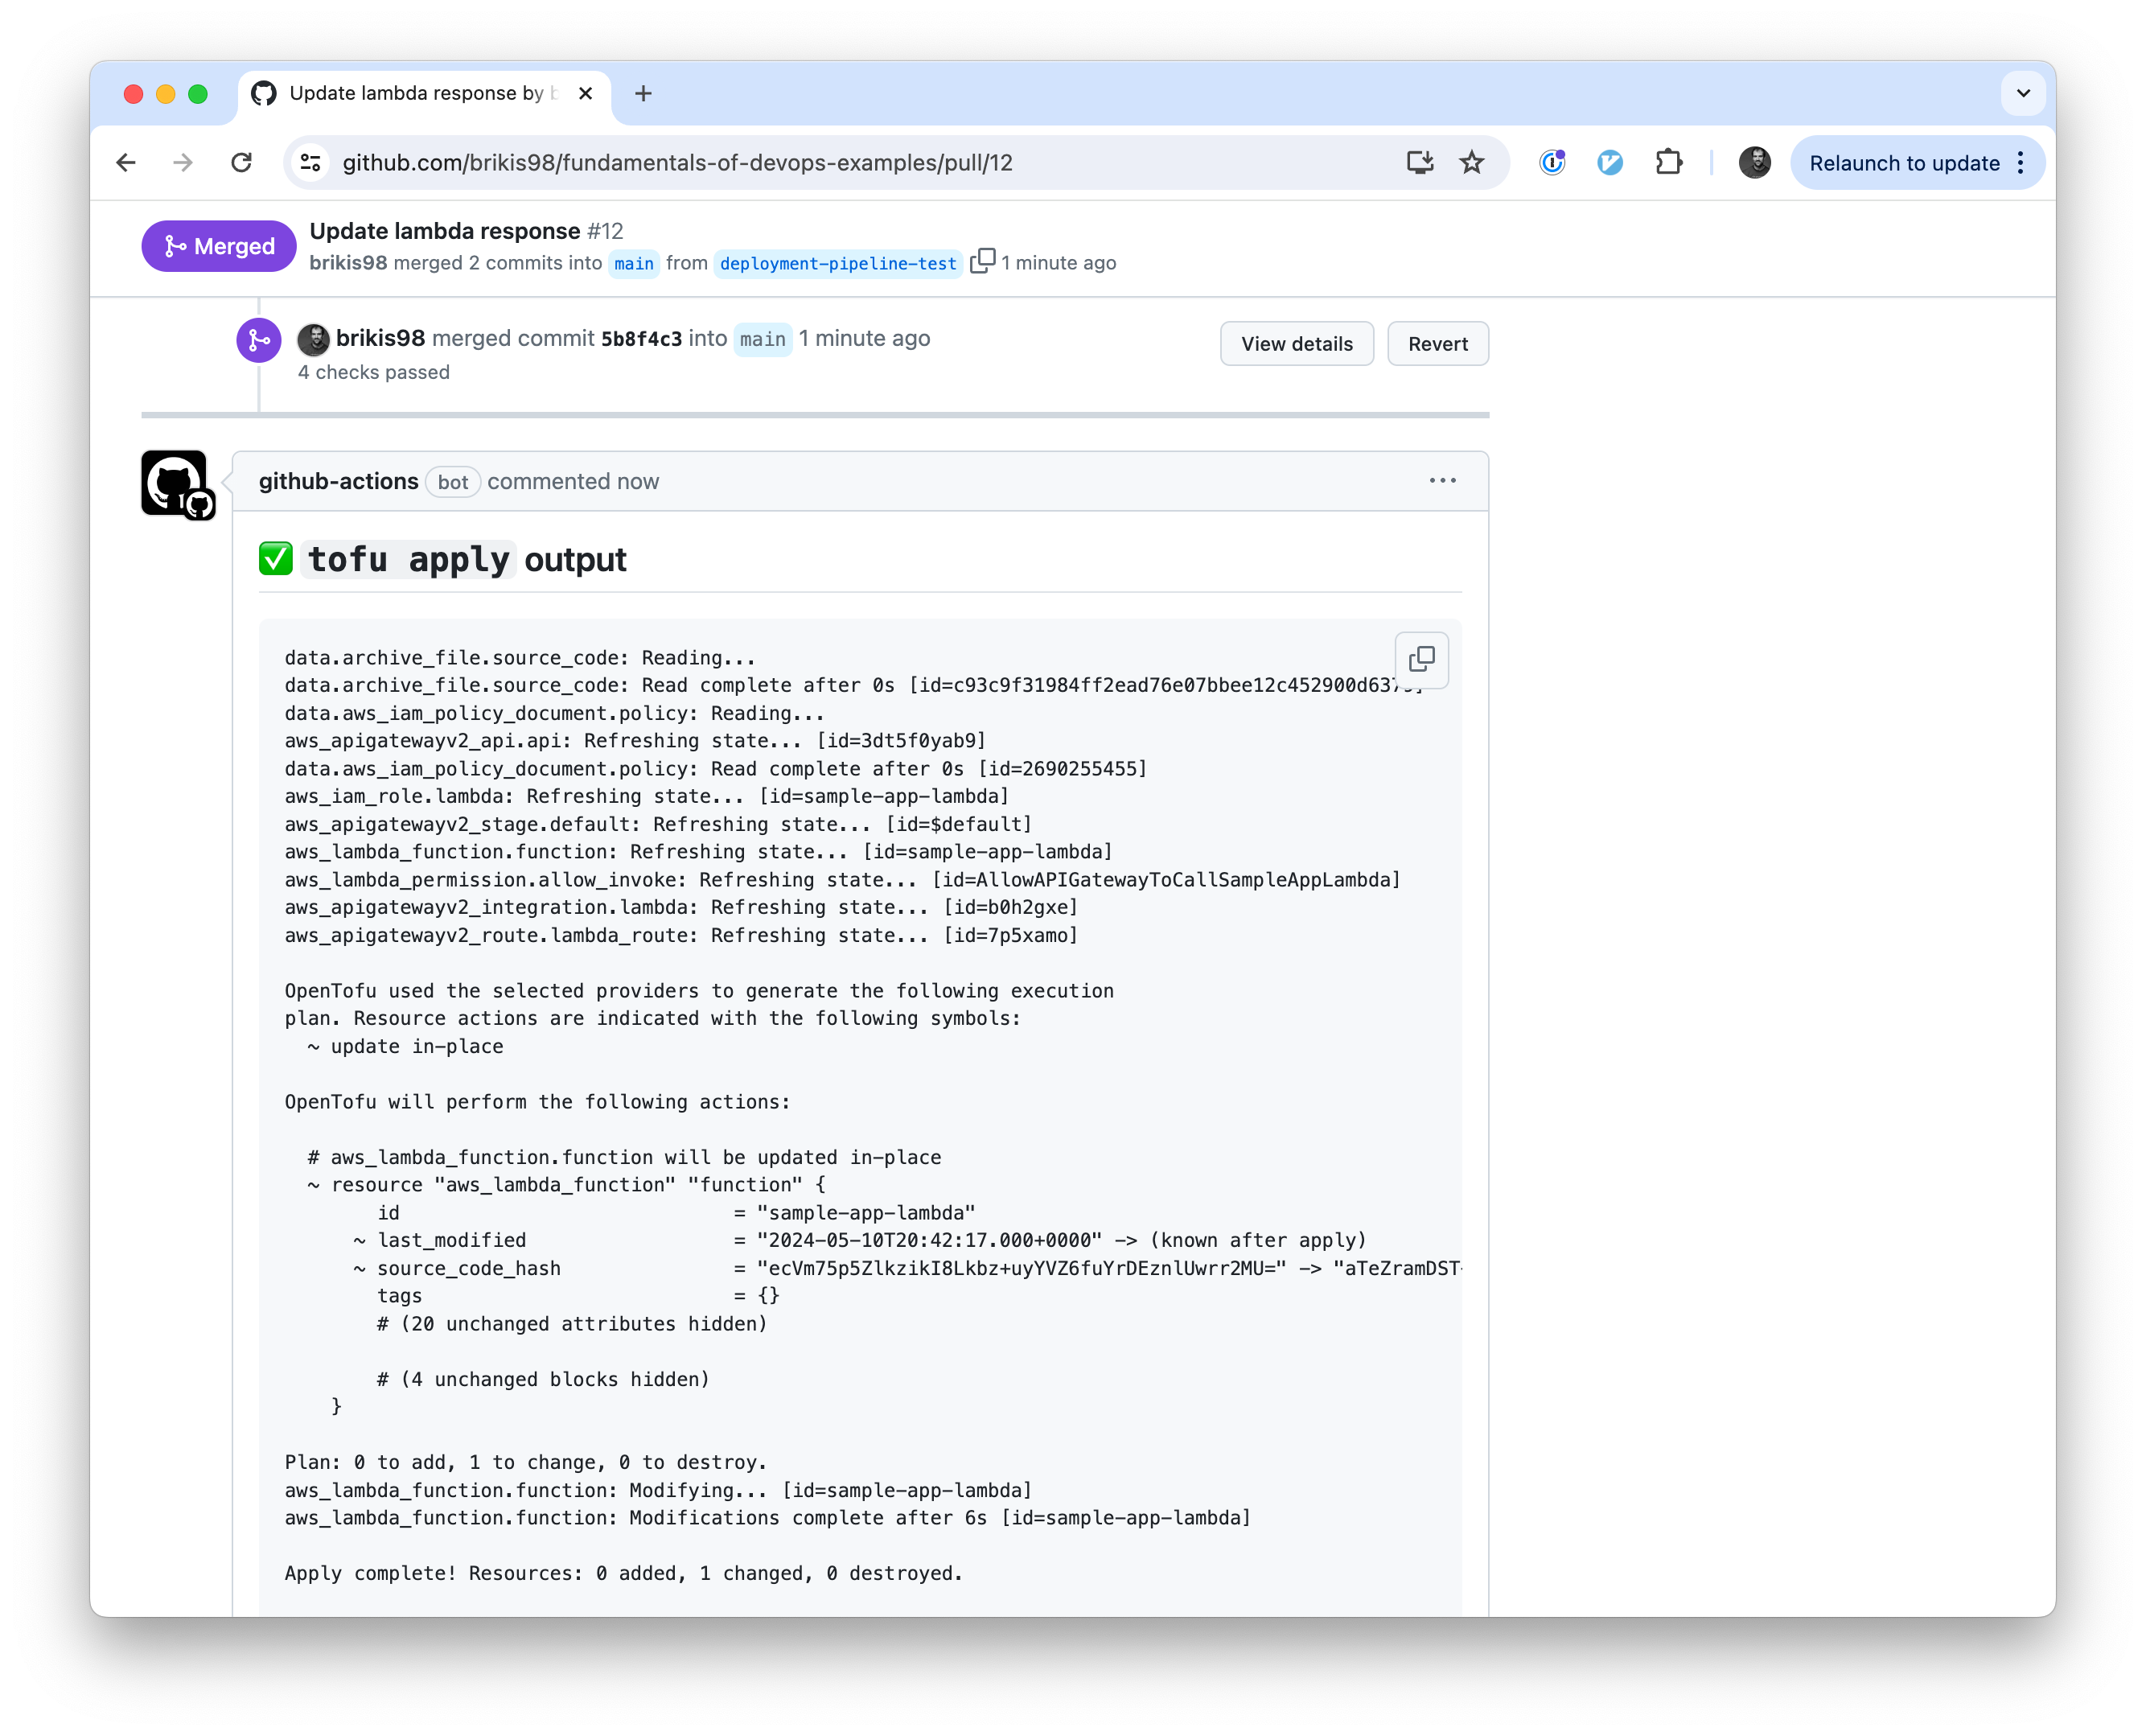 Update lambda response by
github.com/brikis98/fundamentals-of-devops-examples/pull/12
Relaunch to update
Merged
Update lambda response #12
brikis98 merged 2 commits into main from deployment-pipeline-test 1 minute ago
brikis98 merged commit 5b8f4c3 into main 1 minute ago
View details
Revert
4 checks passed
github-actions bot commented now
tofu apply output
data.archive_file.source_code: Reading...
data.archive_file.source_code: Read complete after 0s
data.aws_iam_policy_document.policy: Reading...
aws_apigatewayv2_api.api: Refreshing state... [id=3dt5f0yab9]
data.aws_iam_policy_document.policy: Read complete after 0s [id=2690255455]
aws_iam_role.lambda: Refreshing state... [id=sample-app-lambda]
aws_apigatewayv2_stage.default: Refreshing state... [id=$default]
aws_lambda_function.function: Refreshing state... [id=sample-app-lambda]
aws_lambda_permission.allow_invoke: Refreshing state... [id=AllowAPIGatewayToCallSampleAppLambda]
aws_apigatewayv2_integration.lambda: Refreshing state... [id=b0h2gxe]
aws_apigatewayv2_route.lambda_route: Refreshing state... [id=7p5xamo]
OpenTofu used the selected providers to generate the following execution
plan. Resource actions are indicated with the following symbols:
~ update in-place
OpenTofu will perform the following actions:
# aws_lambda_function.function will be updated in-place
~ resource "aws_lambda_function" "function" {
id = "sample-app-lambda"
~ last_modified = "2024-05-10T20:42:17.000+0000" -> (known after apply)
~ source_code_hash = "ecVm75p5ZlkzikI8Lkbz+uyYVZ6fuYrDEznlUwrr2MU=" -> "aTeZramDST
tags = {}
# (20 unchanged attributes hidden)
# (4 unchanged blocks hidden)
}
Plan: 0 to add, 1 to change, 0 to destroy.
aws_lambda_function.function: Modifying... [id=sample-app-lambda]
aws_lambda_function.function: Modifications complete after 6s [id=sample-app-lambda]
Apply complete! Resources: 0 added, 1 changed, 0 destroyed.